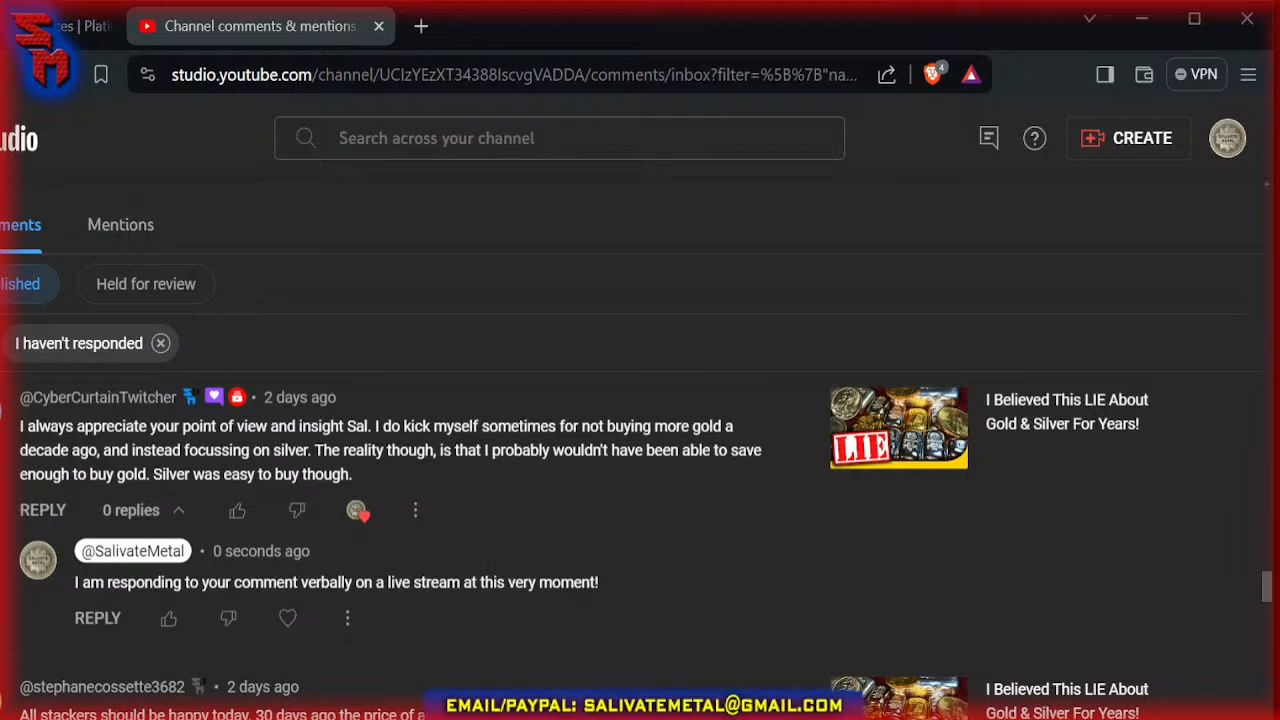 ces | Plati
Channel comments & mentions
SM
studio.youtube.com/channel/UCIzYEzXT34388IscvgVADDA/comments/inbox?filter=%5B%7B"na...
4
VPN
udio
Search across your channel
CREATE
ments
Mentions
lished
Held for review
I haven't responded
@CyberCurtainTwitcher • 2 days ago
I always appreciate your point of view and insight Sal. I do kick myself sometimes for not buying more gold a
decade ago, and instead focussing on silver. The reality though, is that I probably wouldn't have been able to save
enough to buy gold. Silver was easy to buy though.
LIE
I Believed This LIE About
Gold & Silver For Years!
REPLY 0 replies
@SalivateMetal • 0 seconds ago
I am responding to your comment verbally on a live stream at this very moment!
REPLY
@stephanecossette3682 • 2 days ago
All stackers should be happy today, 30 days ago the price of a
I Believed This LIE About
Gold & Silver For Years!
EMAIL/PAYPAL: SALIVATEMETAL@GMAIL.COM